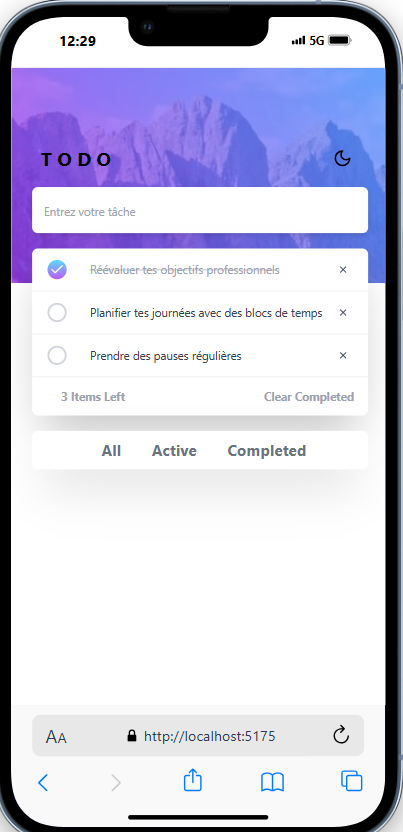 12:29 5G
TODO
Entrez votre tâche
Réévaluer tes objectifs professionnels ×
Planifier tes journées avec des blocs de temps ×
Prendre des pauses régulières ×
3 Items Left Clear Completed
All Active Completed
AA http://localhost:5175